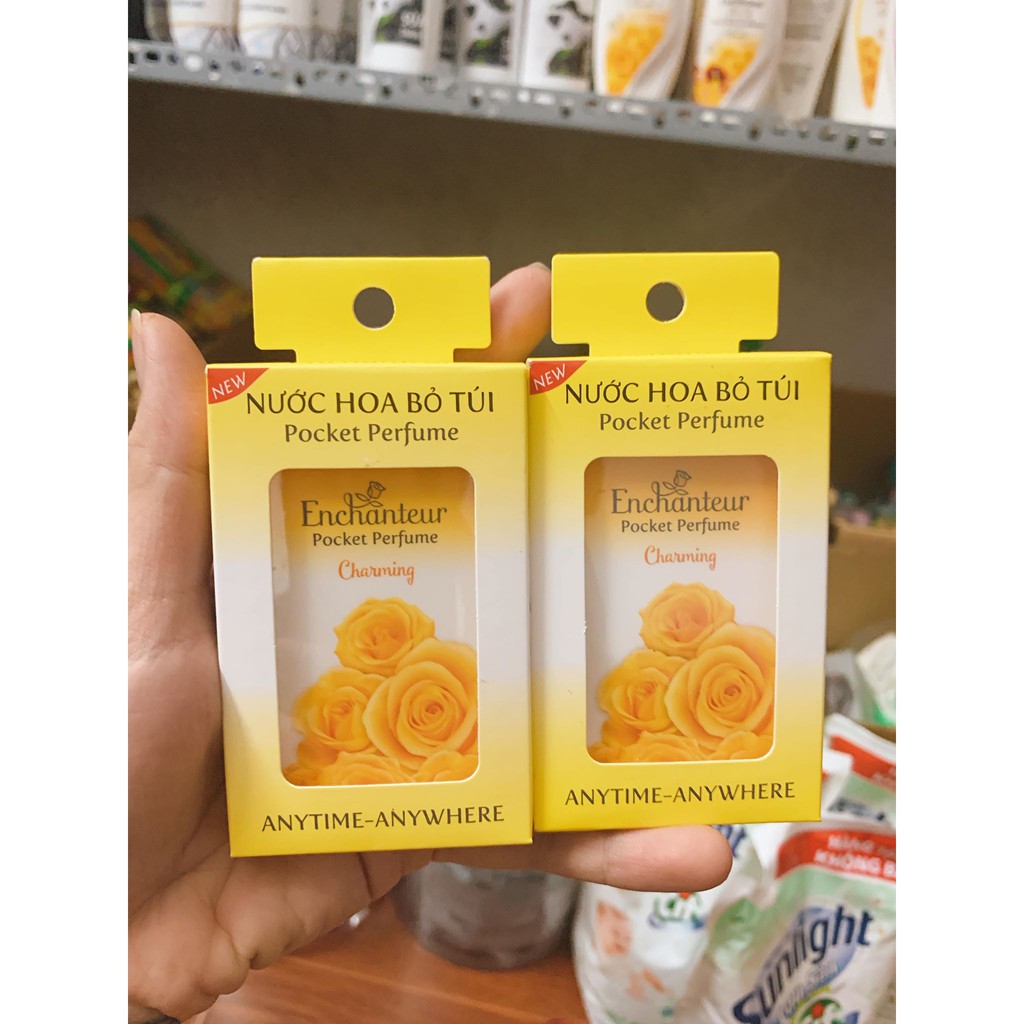 NEW
NƯỚC HOA BỎ TÚI
Pocket Perfume
Enchanteur
Pocket Perfume
Charming
ANYTIME-ANYWHERE
NEW
NƯỚC HOA BỎ TÚI
Pocket Perfume
Enchanteur
Pocket Perfume
Charming
ANYTIME-ANYWHERE
KHÔNG
Sunlight